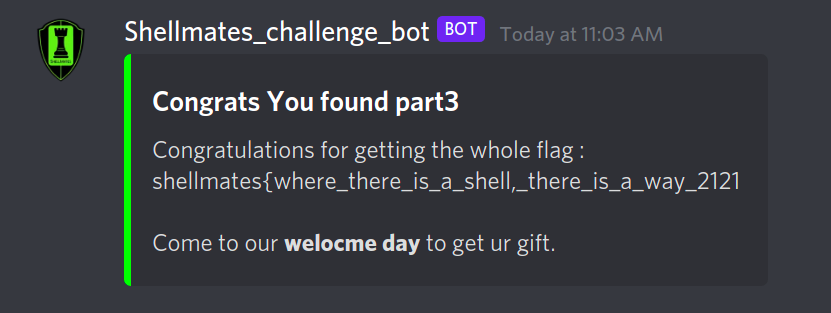 Shellmates_challenge_bot BOT Today at 11:03 AM
Congrats You found part3
Congratulations for getting the whole flag :
shellmates{where_there_is_a_shell,_there_is_a_way_2121
Come to our welocme day to get ur gift.